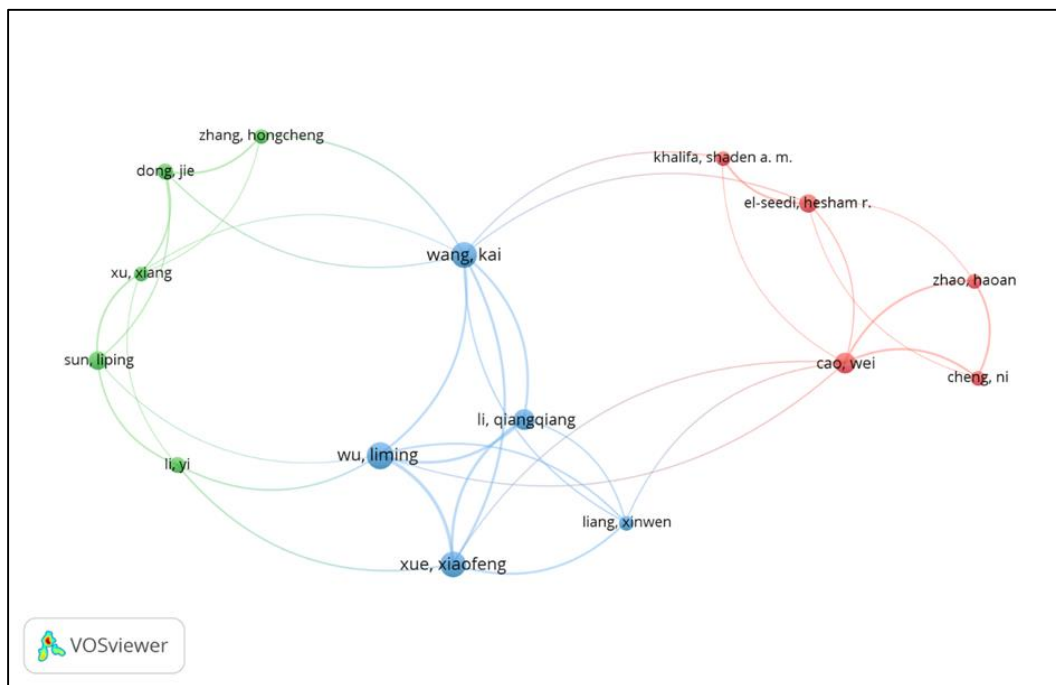 zhang, hongcheng
khalifa, shaden a. m.
dong, jie
el-seedi, hesham r.
wang, kai
xu, xiang
zhao, haoan
sun, liping
cao, wei
cheng, ni
li, qiangqiang
wu, liming
li, yi
liang, xinwen
xue, xiaofeng
VOSviewer